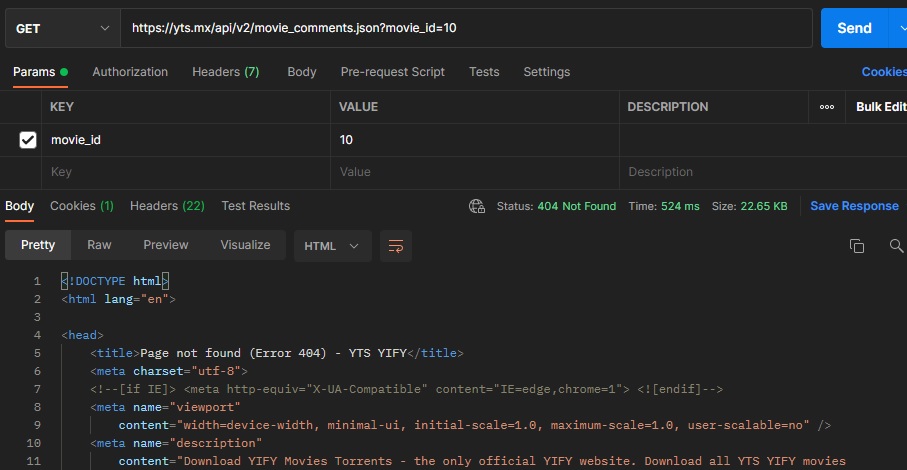 GET https://yts.mx/api/v2/movie_comments.json?movie_id=10 Send
Params Authorization Headers (7) Body Pre-request Script Tests Settings Cookies
KEY VALUE DESCRIPTION ooo Bulk Edit
movie_id 10
Key Value Description
Body Cookies (1) Headers (22) Test Results Status: 404 Not Found Time: 524 ms Size: 22.65 KB Save Response
Pretty Raw Preview Visualize HTML
1 <!DOCTYPE html>
2 <html lang="en">
3
4 <head>
5 <title>Page not found (Error 404) - YTS YIFY</title>
6 <meta charset="utf-8">
7 <!--[if IE]> <meta http-equiv="X-UA-Compatible" content="IE=edge,chrome=1"> <![endif]-->
8 <meta name="viewport"
9 content="width=device-width, minimal-ui, initial-scale=1.0, maximum-scale=1.0, user-scalable=no" />
10 <meta name="description"
11 content="Download YIFY Movies Torrents - the only official YIFY website. Download all YTS YIFY movies